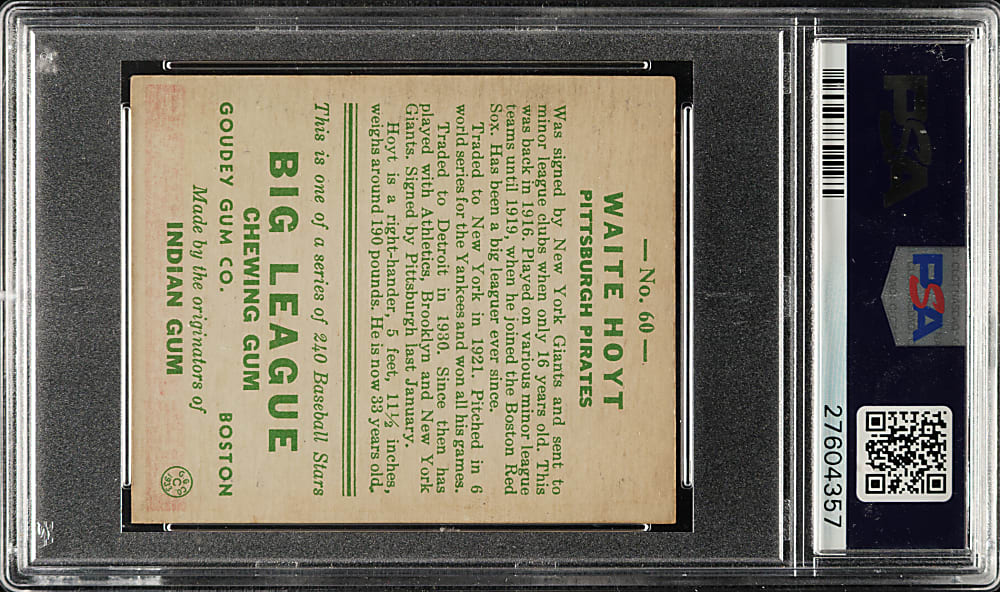 — No. 60 —
WAITE HOYT
PITTSBURGH PIRATES
Was signed by New York Giants and sent to
minor league clubs when only 16 years old. This
was back in 1916. Played on various minor league
teams until 1919, when he joined the Boston Red
Sox. Has been a big leaguer ever since.
Traded to New York in 1921. Pitched in 6
world series for the Yankees and won all his games.
Traded to Detroit in 1930. Since then has
played with Athletics, Brooklyn and New York
Giants. Signed by Pittsburgh last January.
Hoyt is a right-hander, 5 feet, 11½ inches,
weighs around 190 pounds. He is now 33 years old.
This is one of a series of 240 Baseball Stars
BIG LEAGUE
CHEWING GUM
GOUDEY GUM CO. BOSTON
Made by the originators of
INDIAN GUM
PSA
PSA
27604357